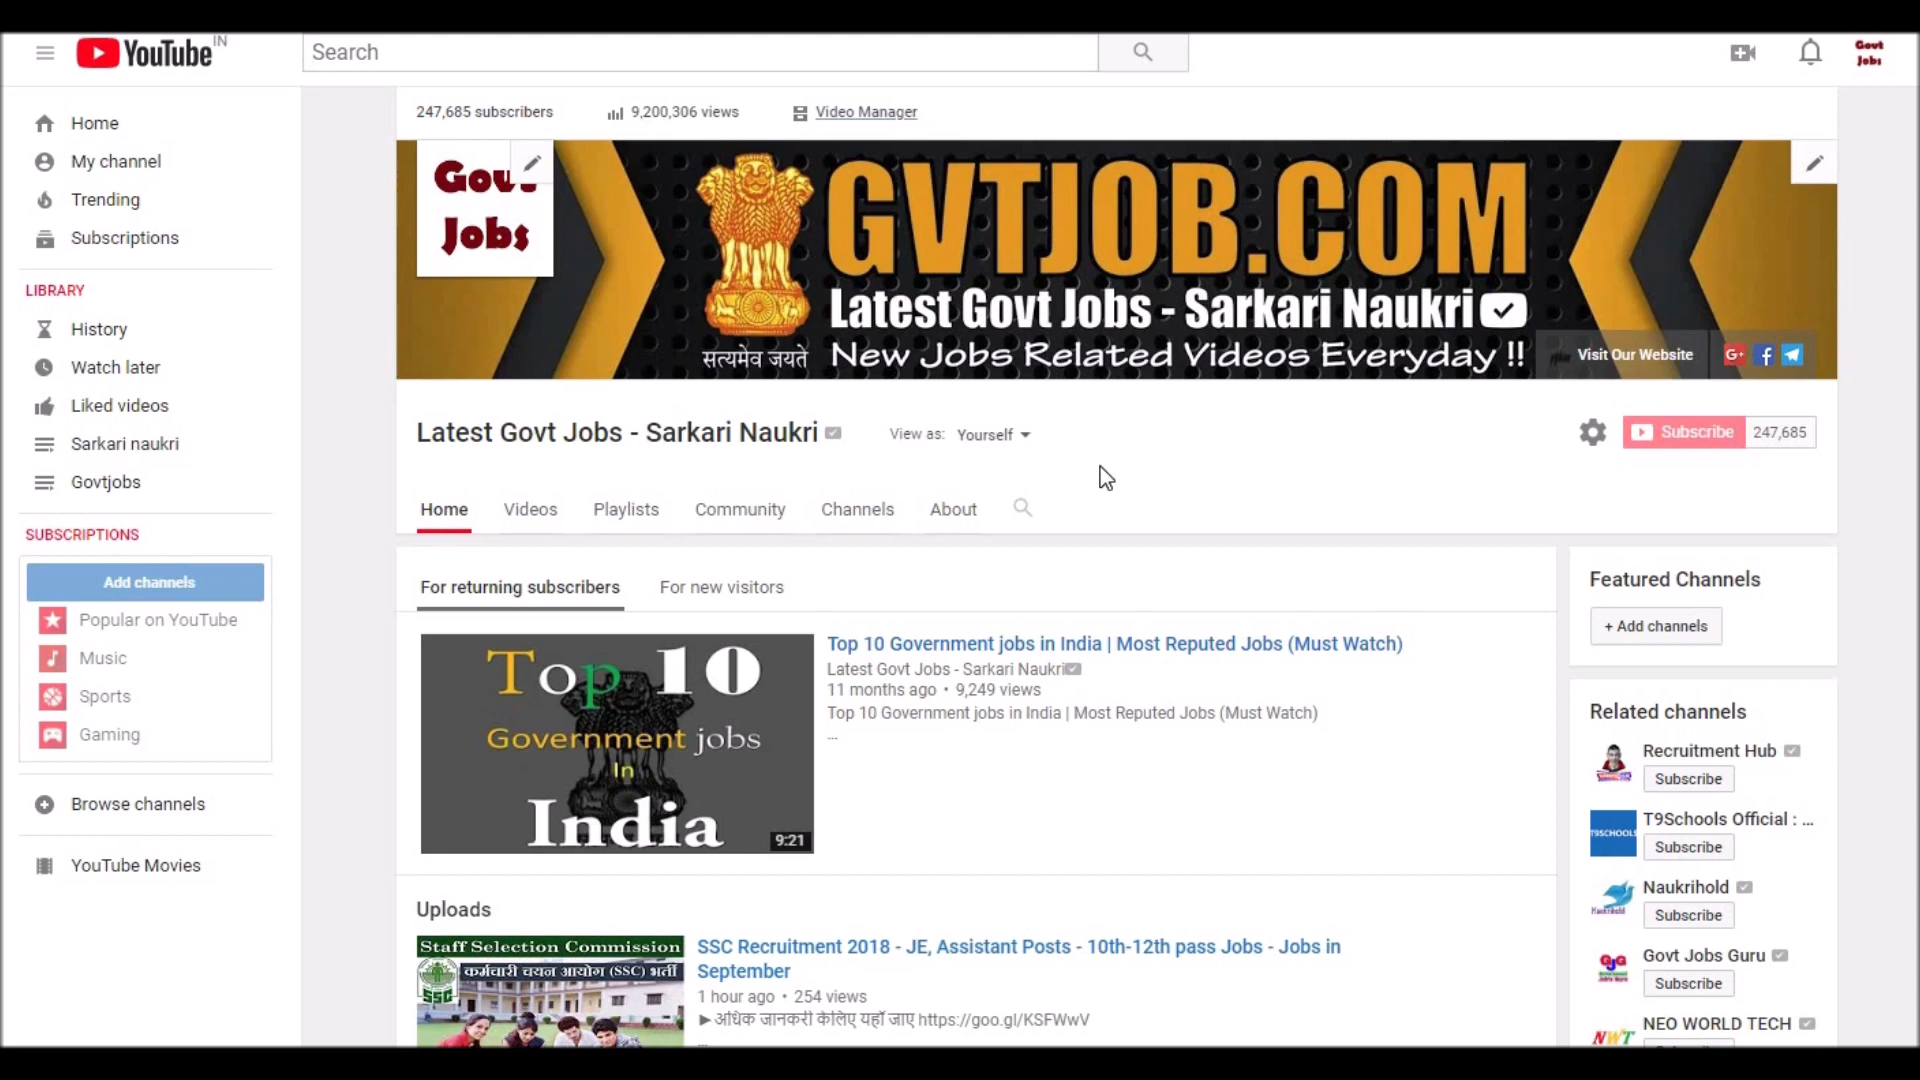 YouTube IN
Search
Govt
Jobs
Home
My channel
Trending
Subscriptions
LIBRARY
History
Watch later
Liked videos
Sarkari naukri
Govtjobs
SUBSCRIPTIONS
Add channels
Popular on YouTube
Music
Sports
Gaming
Browse channels
YouTube Movies
247,685 subscribers
9,200,306 views
Video Manager
Govt
Jobs
GVTJOB.COM
Latest Govt Jobs - Sarkari Naukri
सत्यमेव जयते
New Jobs Related Videos Everyday !!
Visit Our Website
G+
Latest Govt Jobs - Sarkari Naukri
View as: Yourself
Subscribe 247,685
Home
Videos
Playlists
Community
Channels
About
For returning subscribers
For new visitors
Top 10
Government jobs
In
India
9:21
Top 10 Government jobs in India | Most Reputed Jobs (Must Watch)
Latest Govt Jobs - Sarkari Naukri
11 months ago • 9,249 views
Top 10 Government jobs in India | Most Reputed Jobs (Must Watch)
...
Uploads
Staff Selection Commission
कर्मचारी चयन आयोग (SSC) भर्ती
SSC
SSC Recruitment 2018 - JE, Assistant Posts - 10th-12th pass Jobs - Jobs in
September
1 hour ago • 254 views
►अधिक जानकरी केलिए यहाँ जाए https://goo.gl/KSFWwV
Featured Channels
+ Add channels
Related channels
Recruitment Hub
Subscribe
T9SCHOOLS
T9Schools Official : ...
Subscribe
Naukrihold
Naukrihold
Subscribe
GJG
Govt Jobs Guru
Subscribe
NWT
NEO WORLD TECH